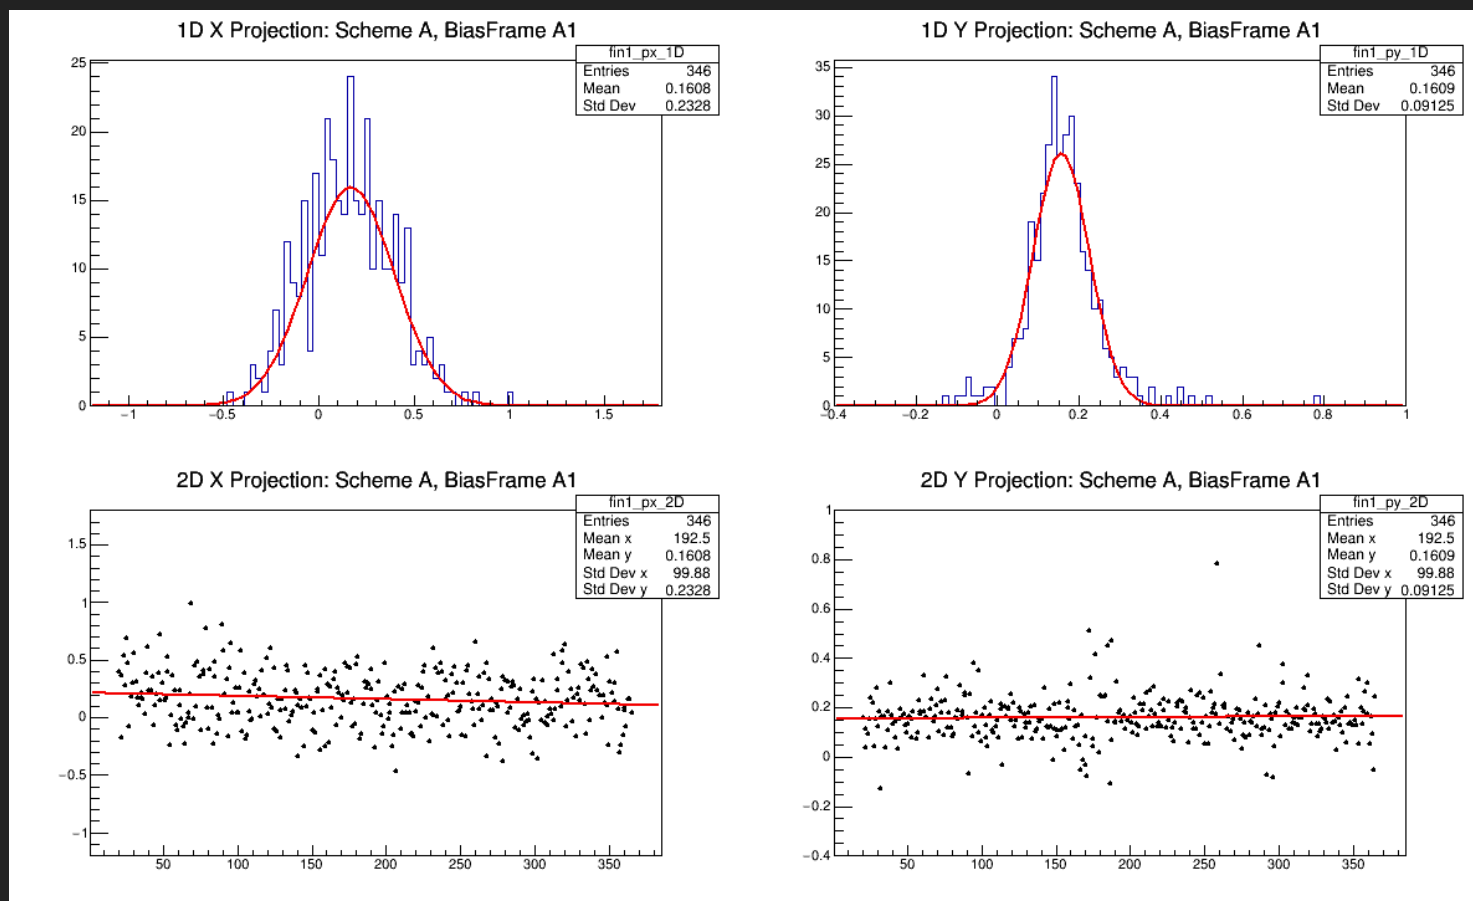 1D X Projection: Scheme A, BiasFrame A1
fin1_px_1D
Entries 346
Mean 0.1608
Std Dev 0.2328
25
20
15
10
5
0
−1 −0.5 0 0.5 1 1.5
1D Y Projection: Scheme A, BiasFrame A1
fin1_py_1D
Entries 346
Mean 0.1609
Std Dev 0.09125
35
30
25
20
15
10
5
0
−0.4 −0.2 0 0.2 0.4 0.6 0.8 1
2D X Projection: Scheme A, BiasFrame A1
fin1_px_2D
Entries 346
Mean x 192.5
Mean y 0.1608
Std Dev x 99.88
Std Dev y 0.2328
1.5
1
0.5
0
−0.5
−1
50 100 150 200 250 300 350
2D Y Projection: Scheme A, BiasFrame A1
fin1_py_2D
Entries 346
Mean x 192.5
Mean y 0.1609
Std Dev x 99.88
Std Dev y 0.09125
1
0.8
0.6
0.4
0.2
0
−0.2
−0.4
50 100 150 200 250 300 350